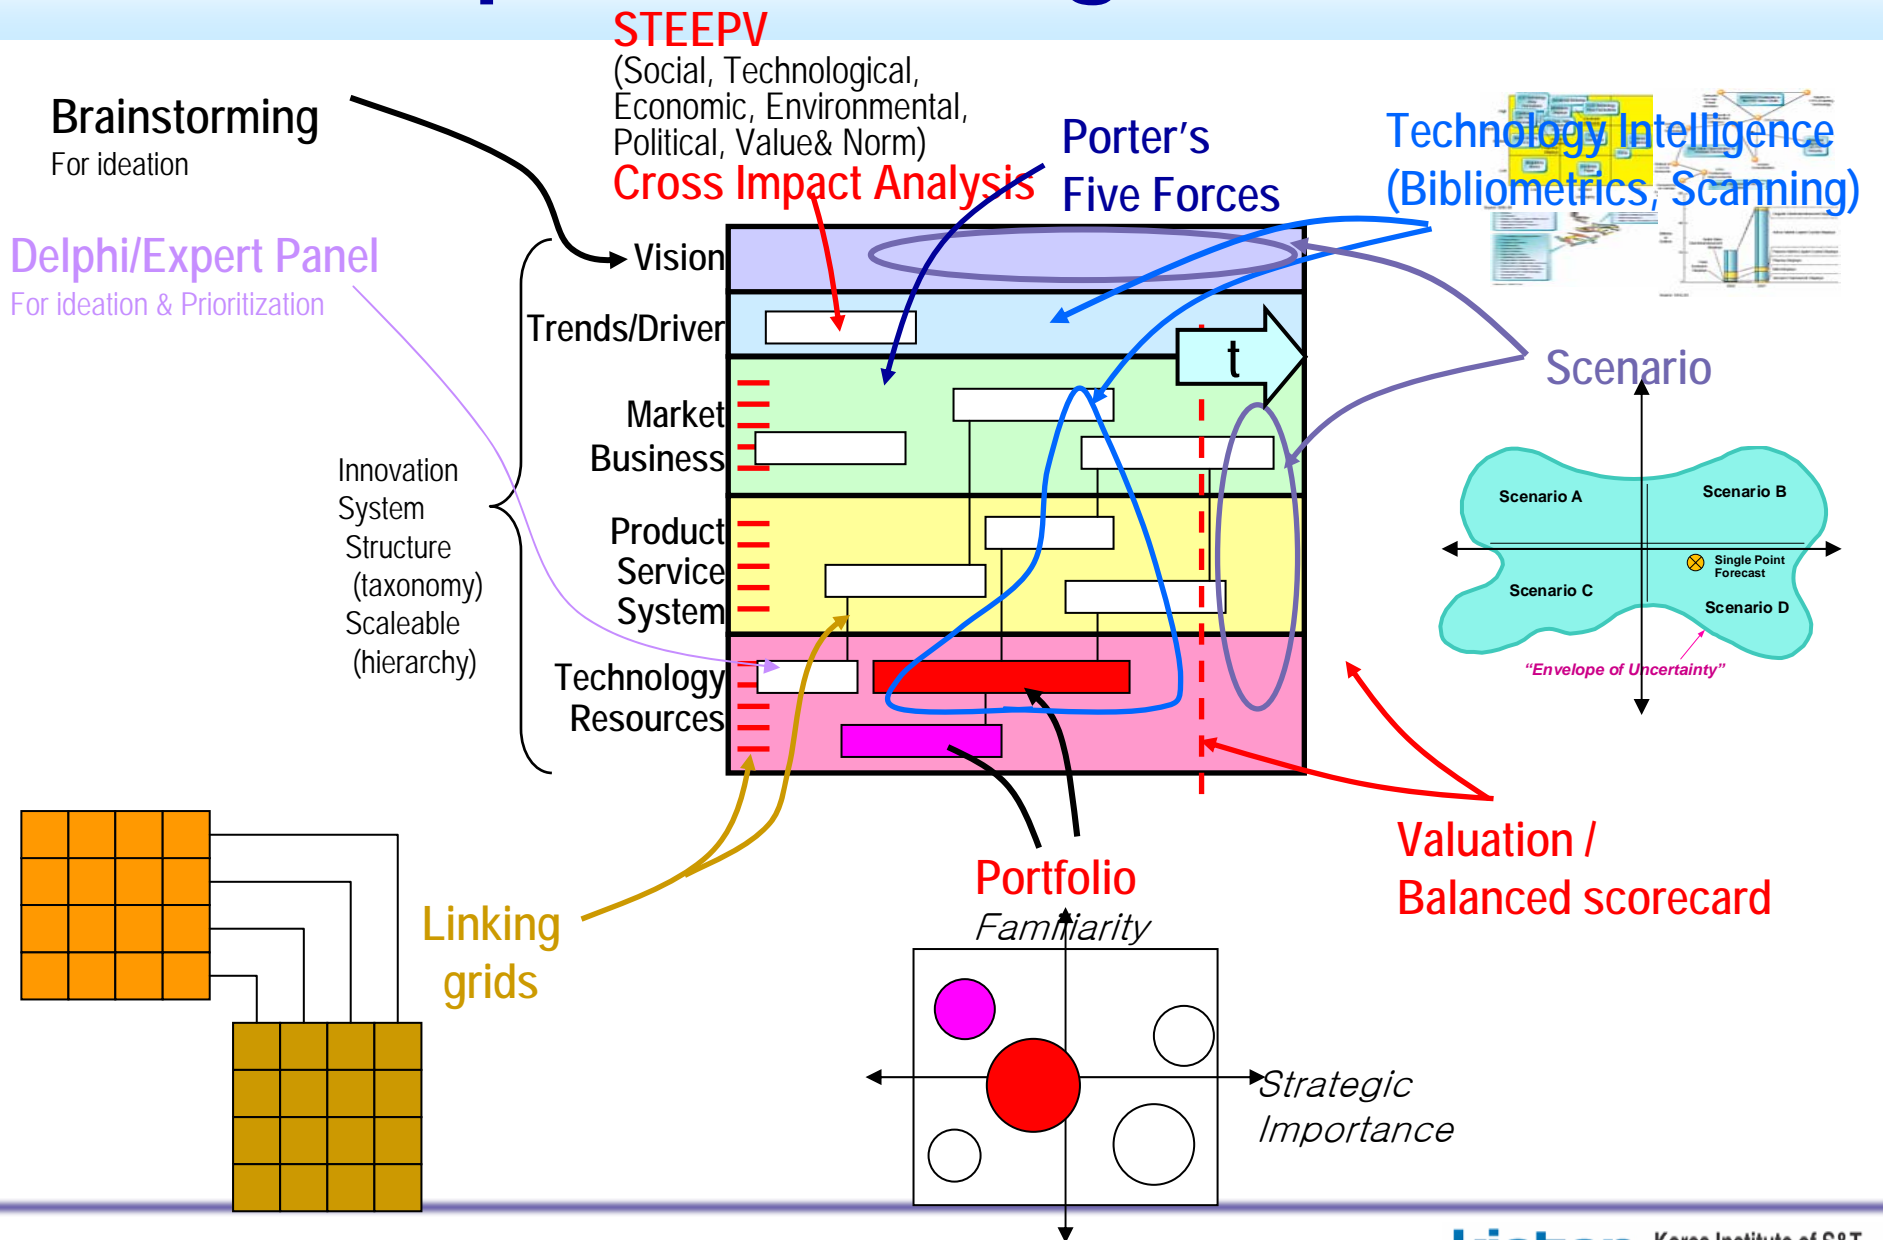 STEEPV
(Social, Technological,
Economic, Environmental,
Political, Value& Norm)
Cross Impact Analysis
Brainstorming
For ideation
Porter's
Five Forces
Technology Intelligence
(Bibliometrics, Scanning)
Delphi/Expert Panel
For ideation & Prioritization
Vision
Trends/Driver
t
Market
Business
Product
Service
System
Technology
Resources
Innovation
System
Structure
(taxonomy)
Scaleable
(hierarchy)
Scenario
Scenario A
Scenario B
Single Point
Forecast
Scenario C
Scenario D
“Envelope of Uncertainty”
Valuation /
Balanced scorecard
Portfolio
Familiarity
Strategic
Importance
Linking
grids
Korea Institute of S&T